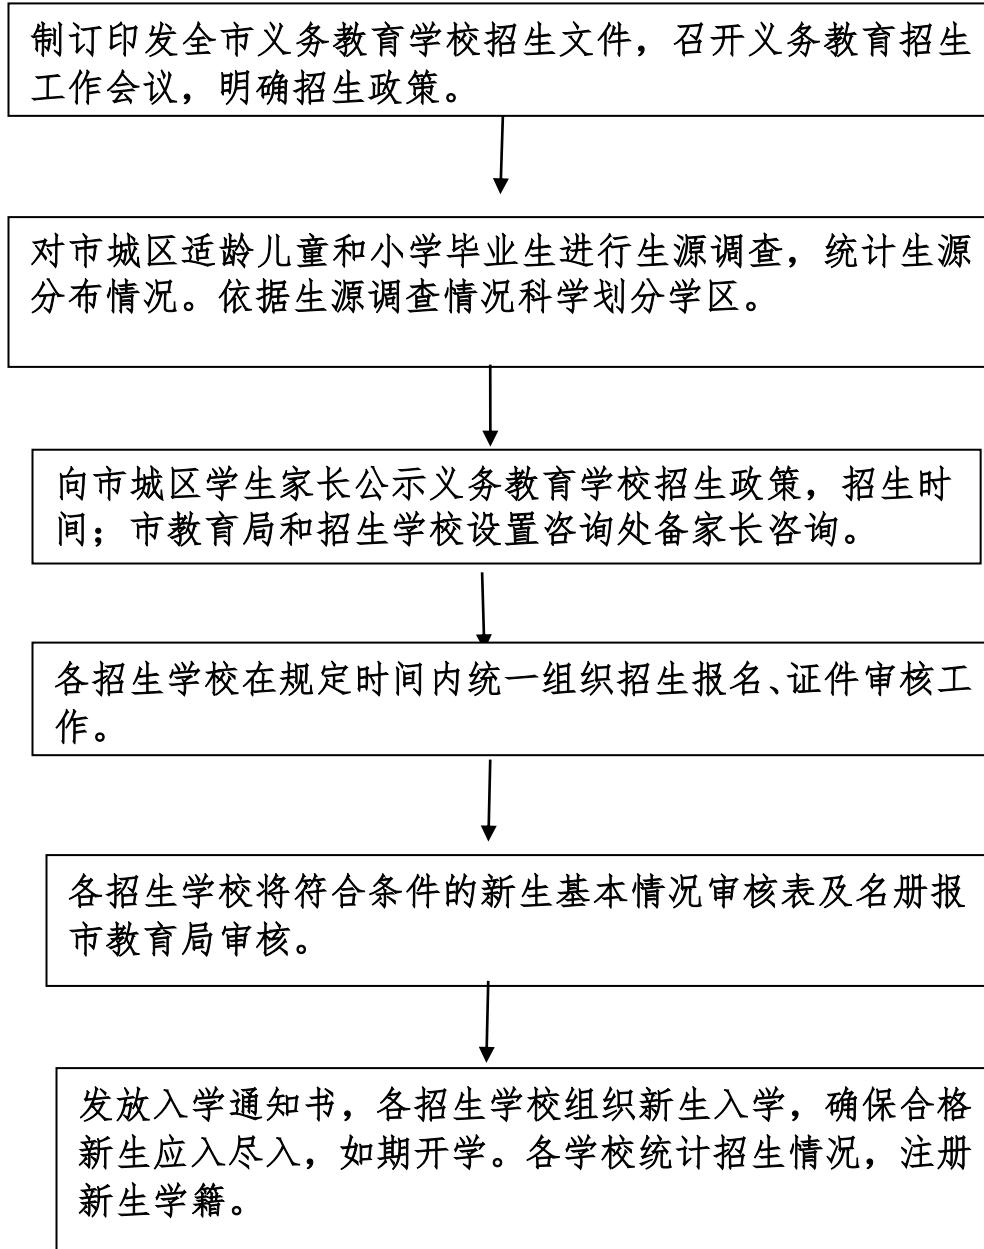 制订印发全市义务教育学校招生文件，召开义务教育招生
工作会议，明确招生政策。
对市城区适龄儿童和小学毕业生进行生源调查，统计生源
分布情况。依据生源调查情况科学划分学区。
向市城区学生家长公示义务教育学校招生政策，招生时
间；市教育局和招生学校设置咨询处备家长咨询。
各招生学校在规定时间内统一组织招生报名、证件审核工
作。
各招生学校将符合条件的新生基本情况审核表及名册报
市教育局审核。
发放入学通知书，各招生学校组织新生入学，确保合格
新生应入尽入，如期开学。各学校统计招生情况，注册
新生学籍。